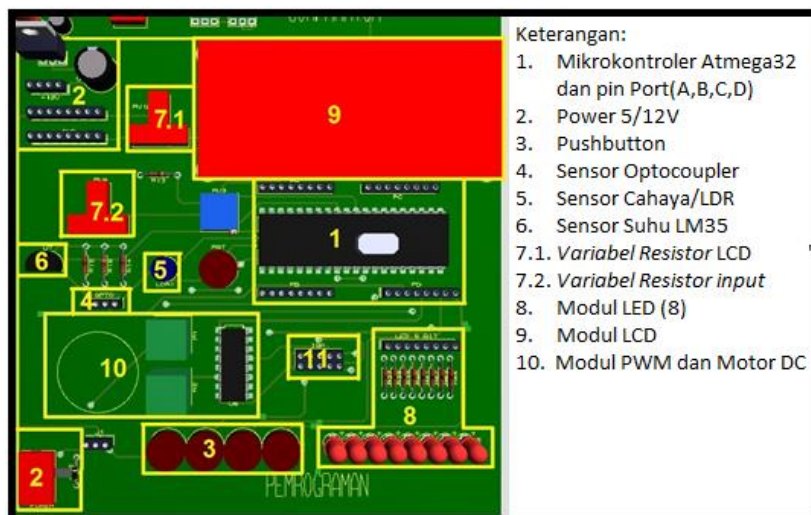 2
7.1
9
7.2
1
6
5
4
10
11
8
3
2
PEMROGRAMAN
Keterangan:
1. Mikrokontroler Atmega32
dan pin Port(A,B,C,D)
2. Power 5/12V
3. Pushbutton
4. Sensor Optocoupler
5. Sensor Cahaya/LDR
6. Sensor Suhu LM35
7.1. Variabel Resistor LCD
7.2. Variabel Resistor input
8. Modul LED (8)
9. Modul LCD
10. Modul PWM dan Motor DC